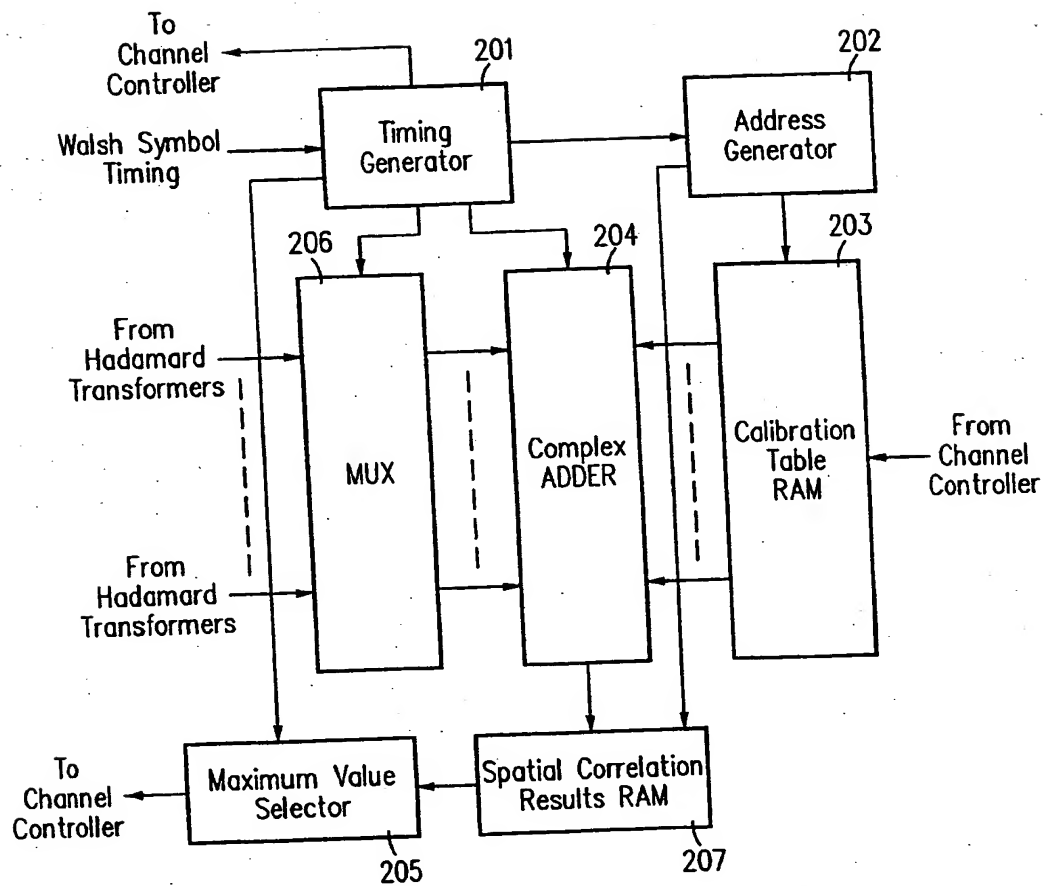 To
Channel
Controller
201
202
Walsh Symbol
Timing
Timing
Generator
Address
Generator
206
204
203
From
Hadamard
Transformers
MUX
Complex
ADDER
Calibration
Table
RAM
From
Channel
Controller
From
Hadamard
Transformers
To
Channel
Controller
Maximum Value
Selector
Spatial Correlation
Results RAM
205
207